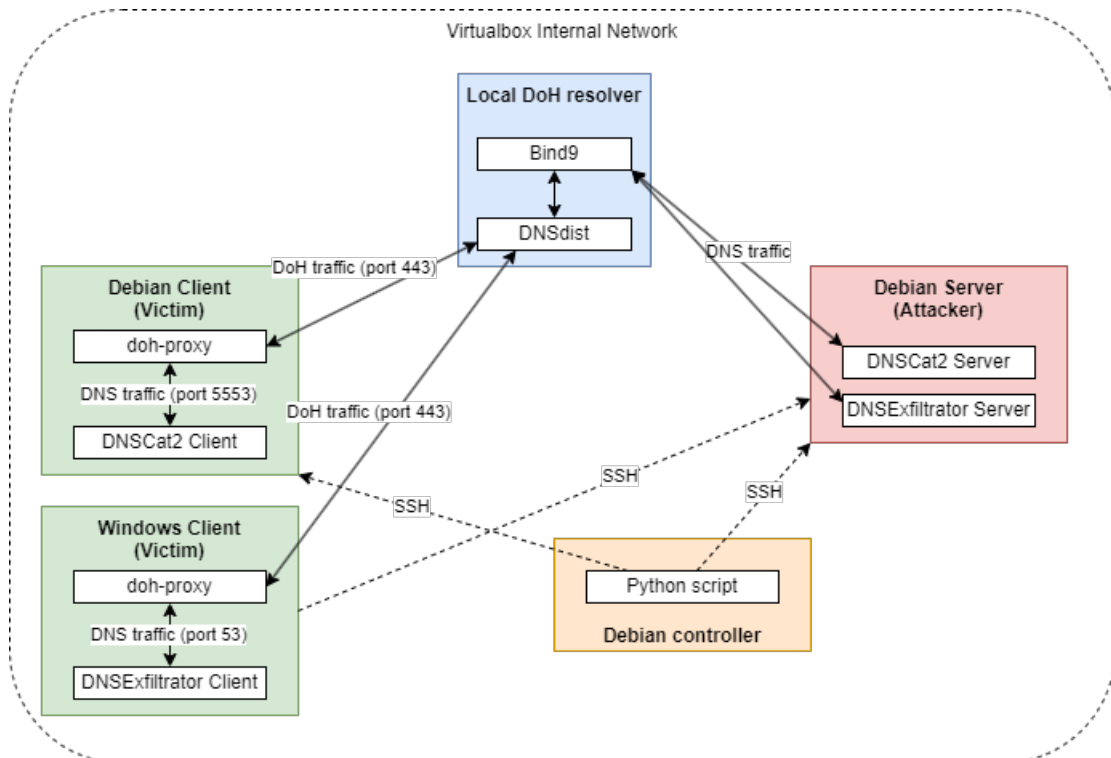 Virtualbox Internal Network
Local DoH resolver
Bind9
DNSdist
DoH traffic (port 443)
DNS traffic
Debian Client
(Victim)
doh-proxy
DNS traffic (port 5553)
DNSCat2 Client
DoH traffic (port 443)
Debian Server
(Attacker)
DNSCat2 Server
DNSExfiltrator Server
SSH
SSH
SSH
Windows Client
(Victim)
doh-proxy
DNS traffic (port 53)
DNSExfiltrator Client
Python script
Debian controller